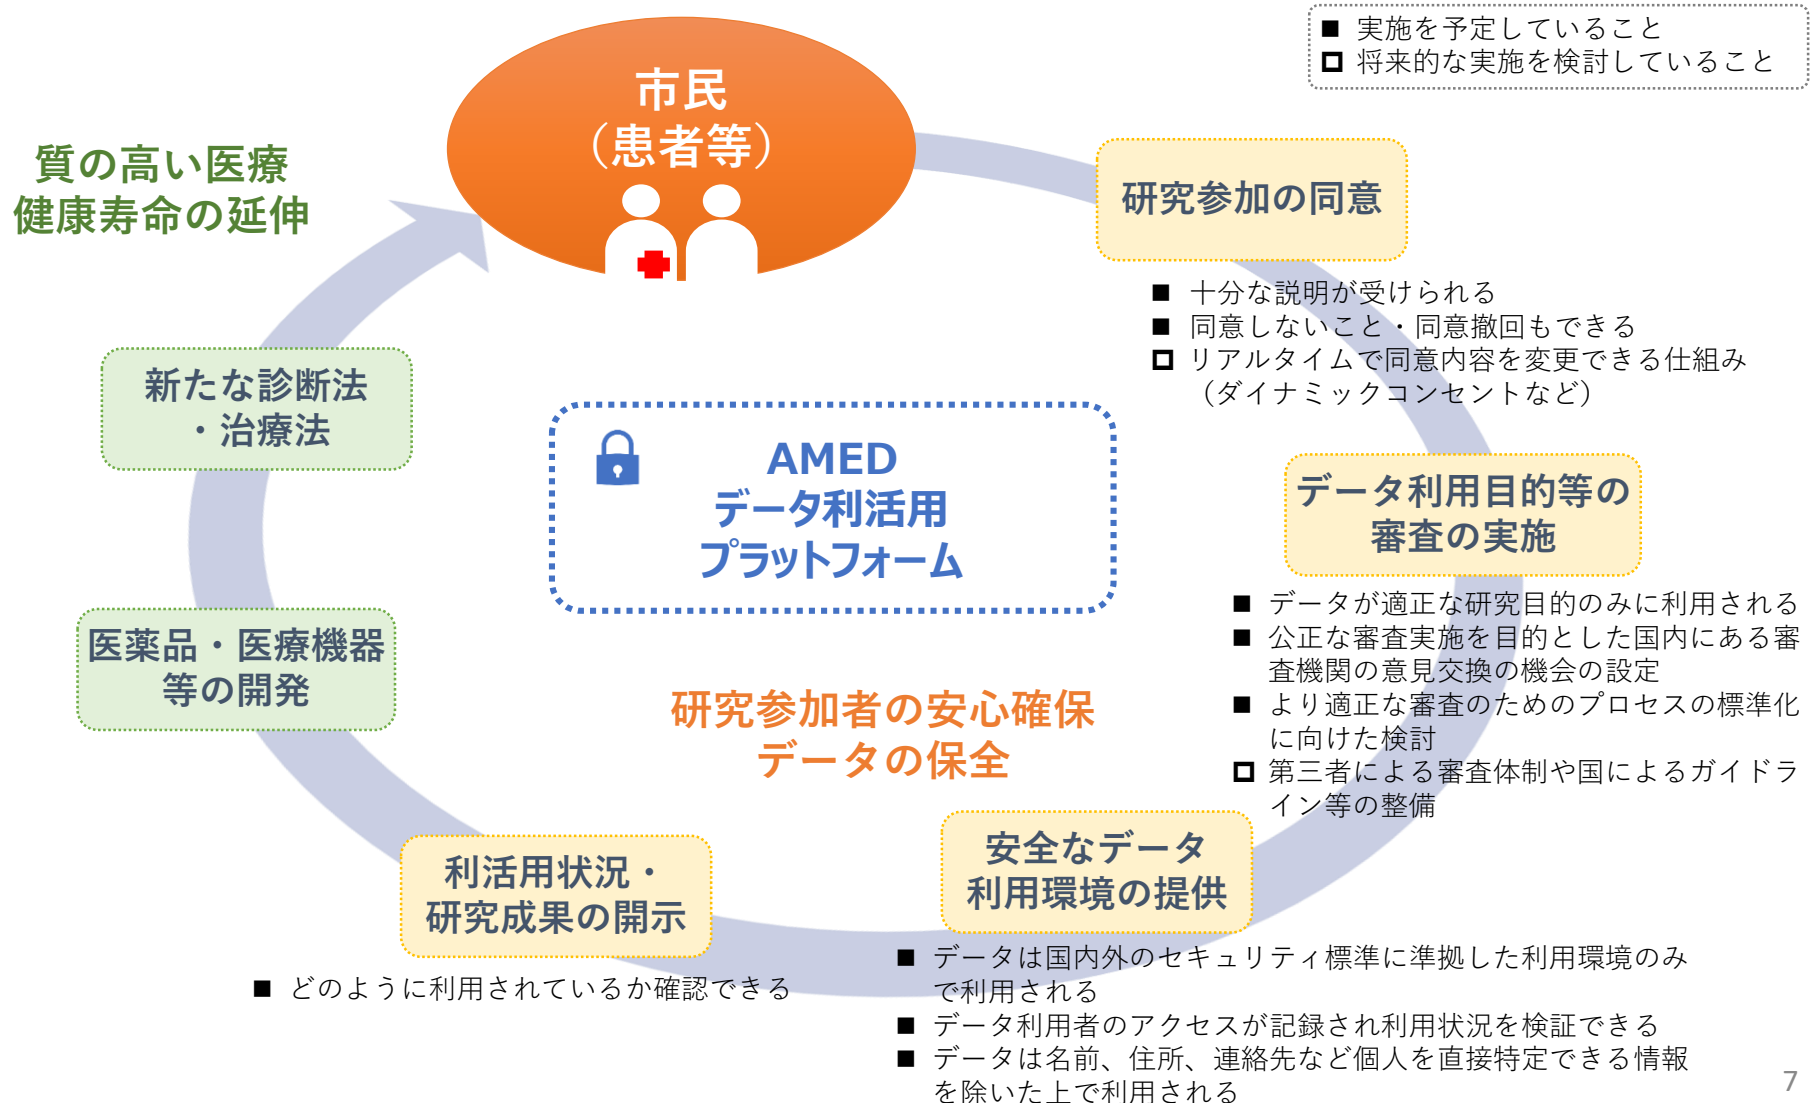 ■ 実施を予定していること
□ 将来的な実施を検討していること
市民
（患者等）
質の高い医療
健康寿命の延伸
研究参加の同意
■ 十分な説明が受けられる
■ 同意しないこと・同意撤回もできる
□ リアルタイムで同意内容を変更できる仕組み
（ダイナミックコンセントなど）
新たな診断法
・治療法
AMED
データ利活用
プラットフォーム
データ利用目的等の
審査の実施
■ データが適正な研究目的のみに利用される
■ 公正な審査実施を目的とした国内にある審
査機関の意見交換の機会の設定
■ より適正な審査のためのプロセスの標準化
に向けた検討
□ 第三者による審査体制や国によるガイドラ
イン等の整備
医薬品・医療機器
等の開発
研究参加者の安心確保
データの保全
安全なデータ
利用環境の提供
■ データは国内外のセキュリティ標準に準拠した利用環境のみ
で利用される
■ データ利用者のアクセスが記録され利用状況を検証できる
■ データは名前、住所、連絡先など個人を直接特定できる情報
を除いた上で利用される
利活用状況・
研究成果の開示
■ どのように利用されているか確認できる
7